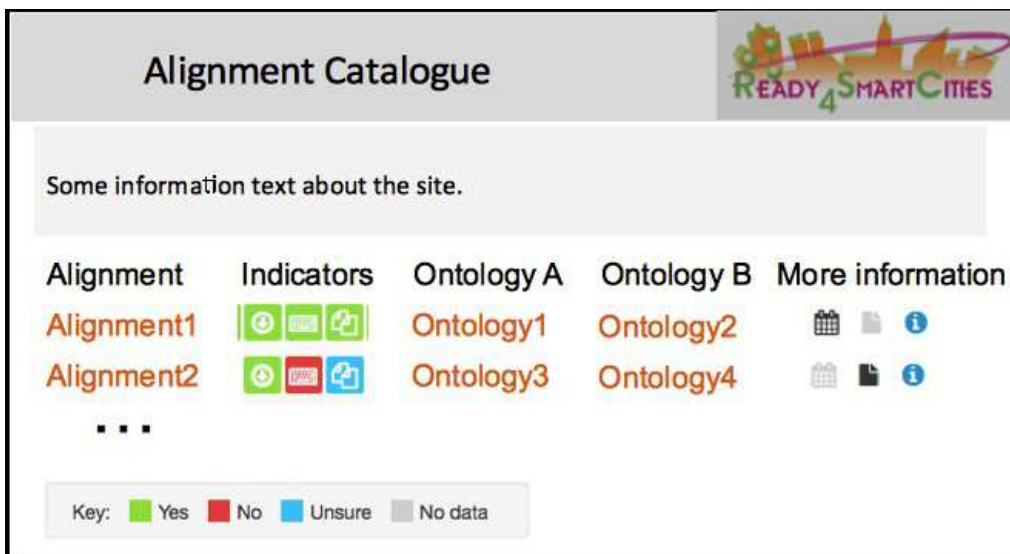 Alignment Catalogue
READY4SMARTCITIES
Some information text about the site.
Alignment Indicators Ontology A Ontology B More information
Alignment1 Ontology1 Ontology2
Alignment2 Ontology3 Ontology4
...
Key: Yes No Unsure No data